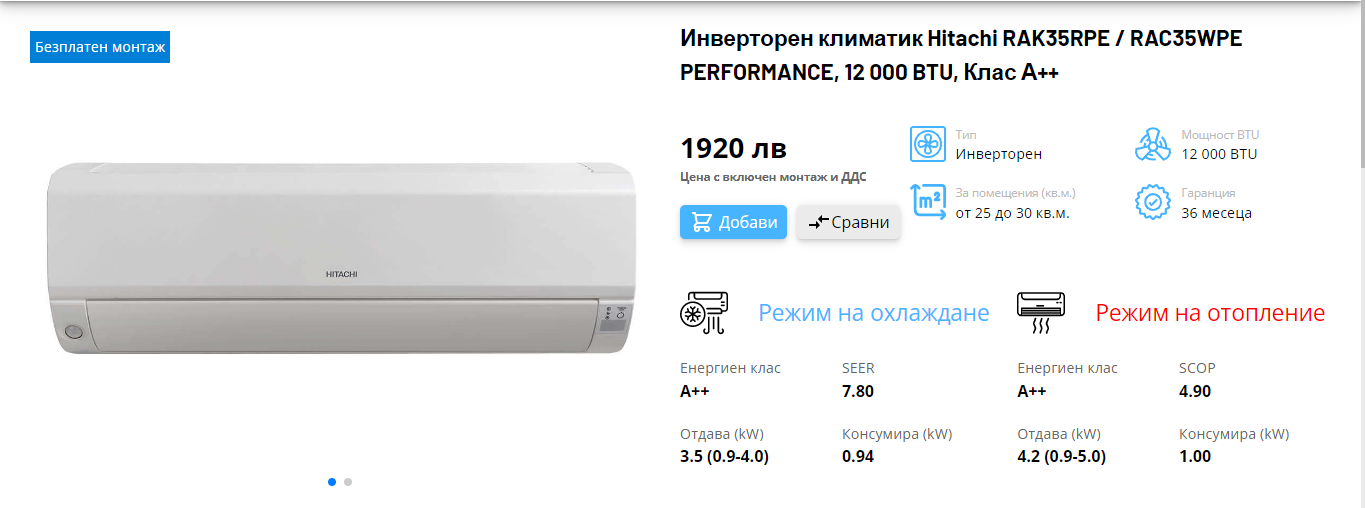 Безплатен монтаж
HITACHI
Инверторен климатик Hitachi RAK35RPE / RAC35WPE
PERFORMANCE, 12 000 BTU, Клас А++
1920 лв
Цена с включен монтаж и ДДС
Добави
Сравни
Тип
Инверторен
Мощност BTU
12 000 BTU
m²
За помещения (кв.м.)
от 25 до 30 кв.м.
Гаранция
36 месеца
Режим на охлаждане
Енергиен клас
A++
SEER
7.80
Отдава (kW)
3.5 (0.9-4.0)
Консумира (kW)
0.94
Режим на отопление
Енергиен клас
A++
SCOP
4.90
Отдава (kW)
4.2 (0.9-5.0)
Консумира (kW)
1.00